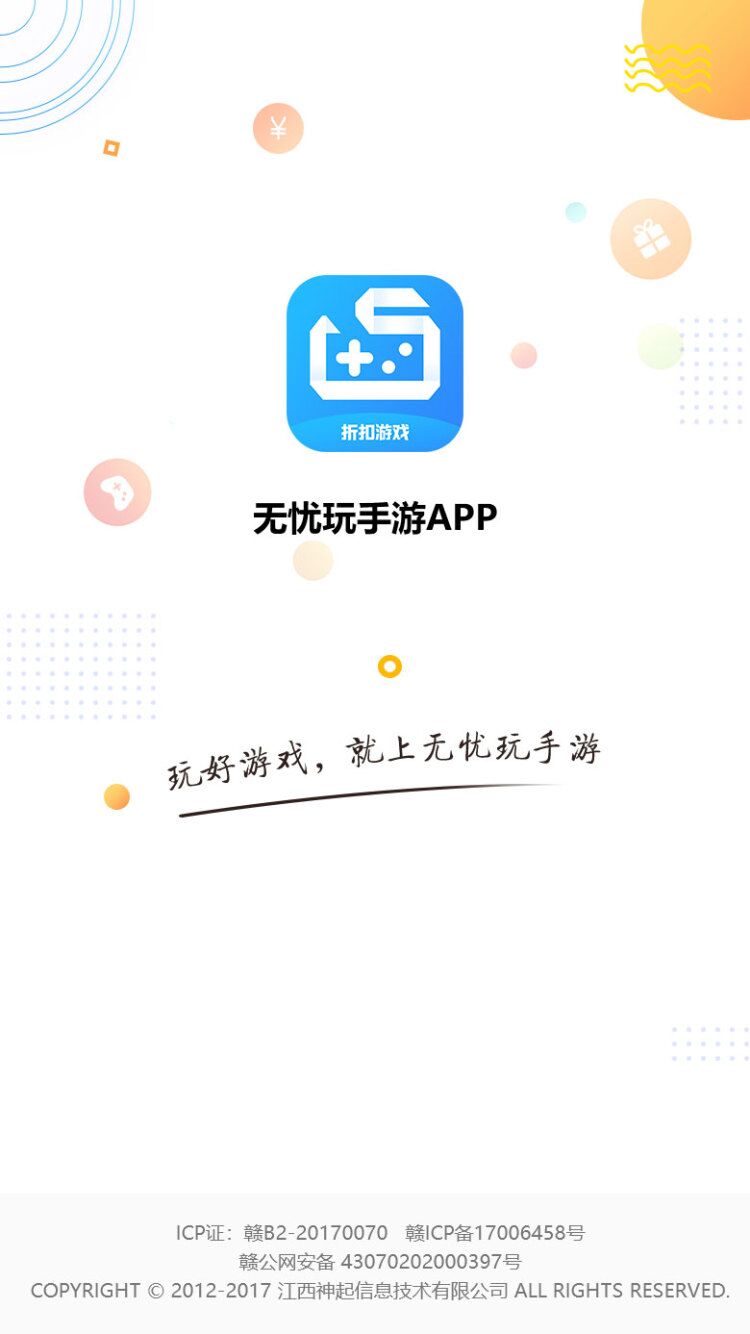 ¥
折扣游戏
无忧玩手游APP
玩好游戏，就上无忧玩手游
ICP证：赣B2-20170070 赣ICP备17006458号
赣公网安备 43070202000397号
COPYRIGHT © 2012-2017 江西神起信息技术有限公司 ALL RIGHTS RESERVED.